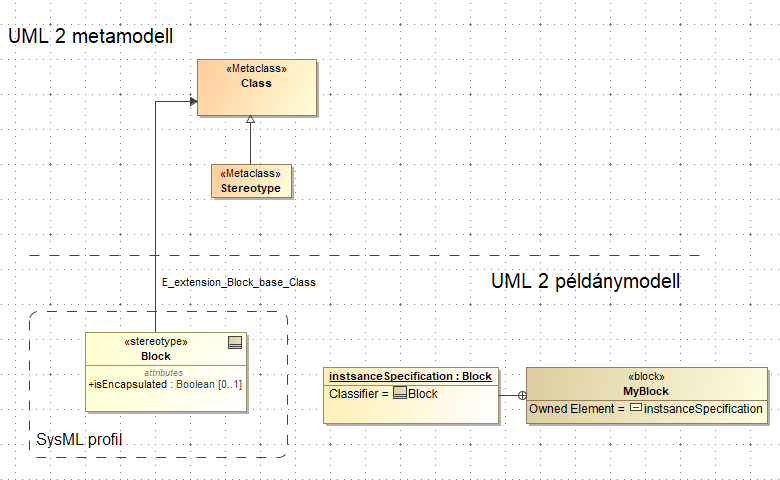 UML 2 metamodell
«Metaclass»
Class
«Metaclass»
Stereotype
E_extension_Block_base_Class
UML 2 példánymodell
«stereotype»
Block
attributes
+isEncapsulated : Boolean [0..1]
SysML profil
instsanceSpecification : Block
Classifier = Block
«block»
MyBlock
Owned Element = instsanceSpecification